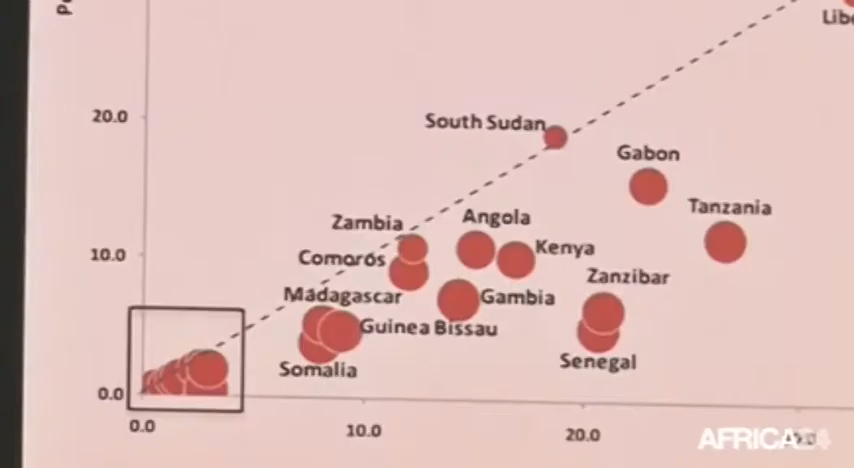 20.0
South Sudan
Gabon
Tanzania
Zambia
Angola
10.0
Comoros
Kenya
Zanzibar
Madagascar
Gambia
Guinea Bissau
Somalia
Senegal
0.0
0.0
10.0
20.0
AFRICA24